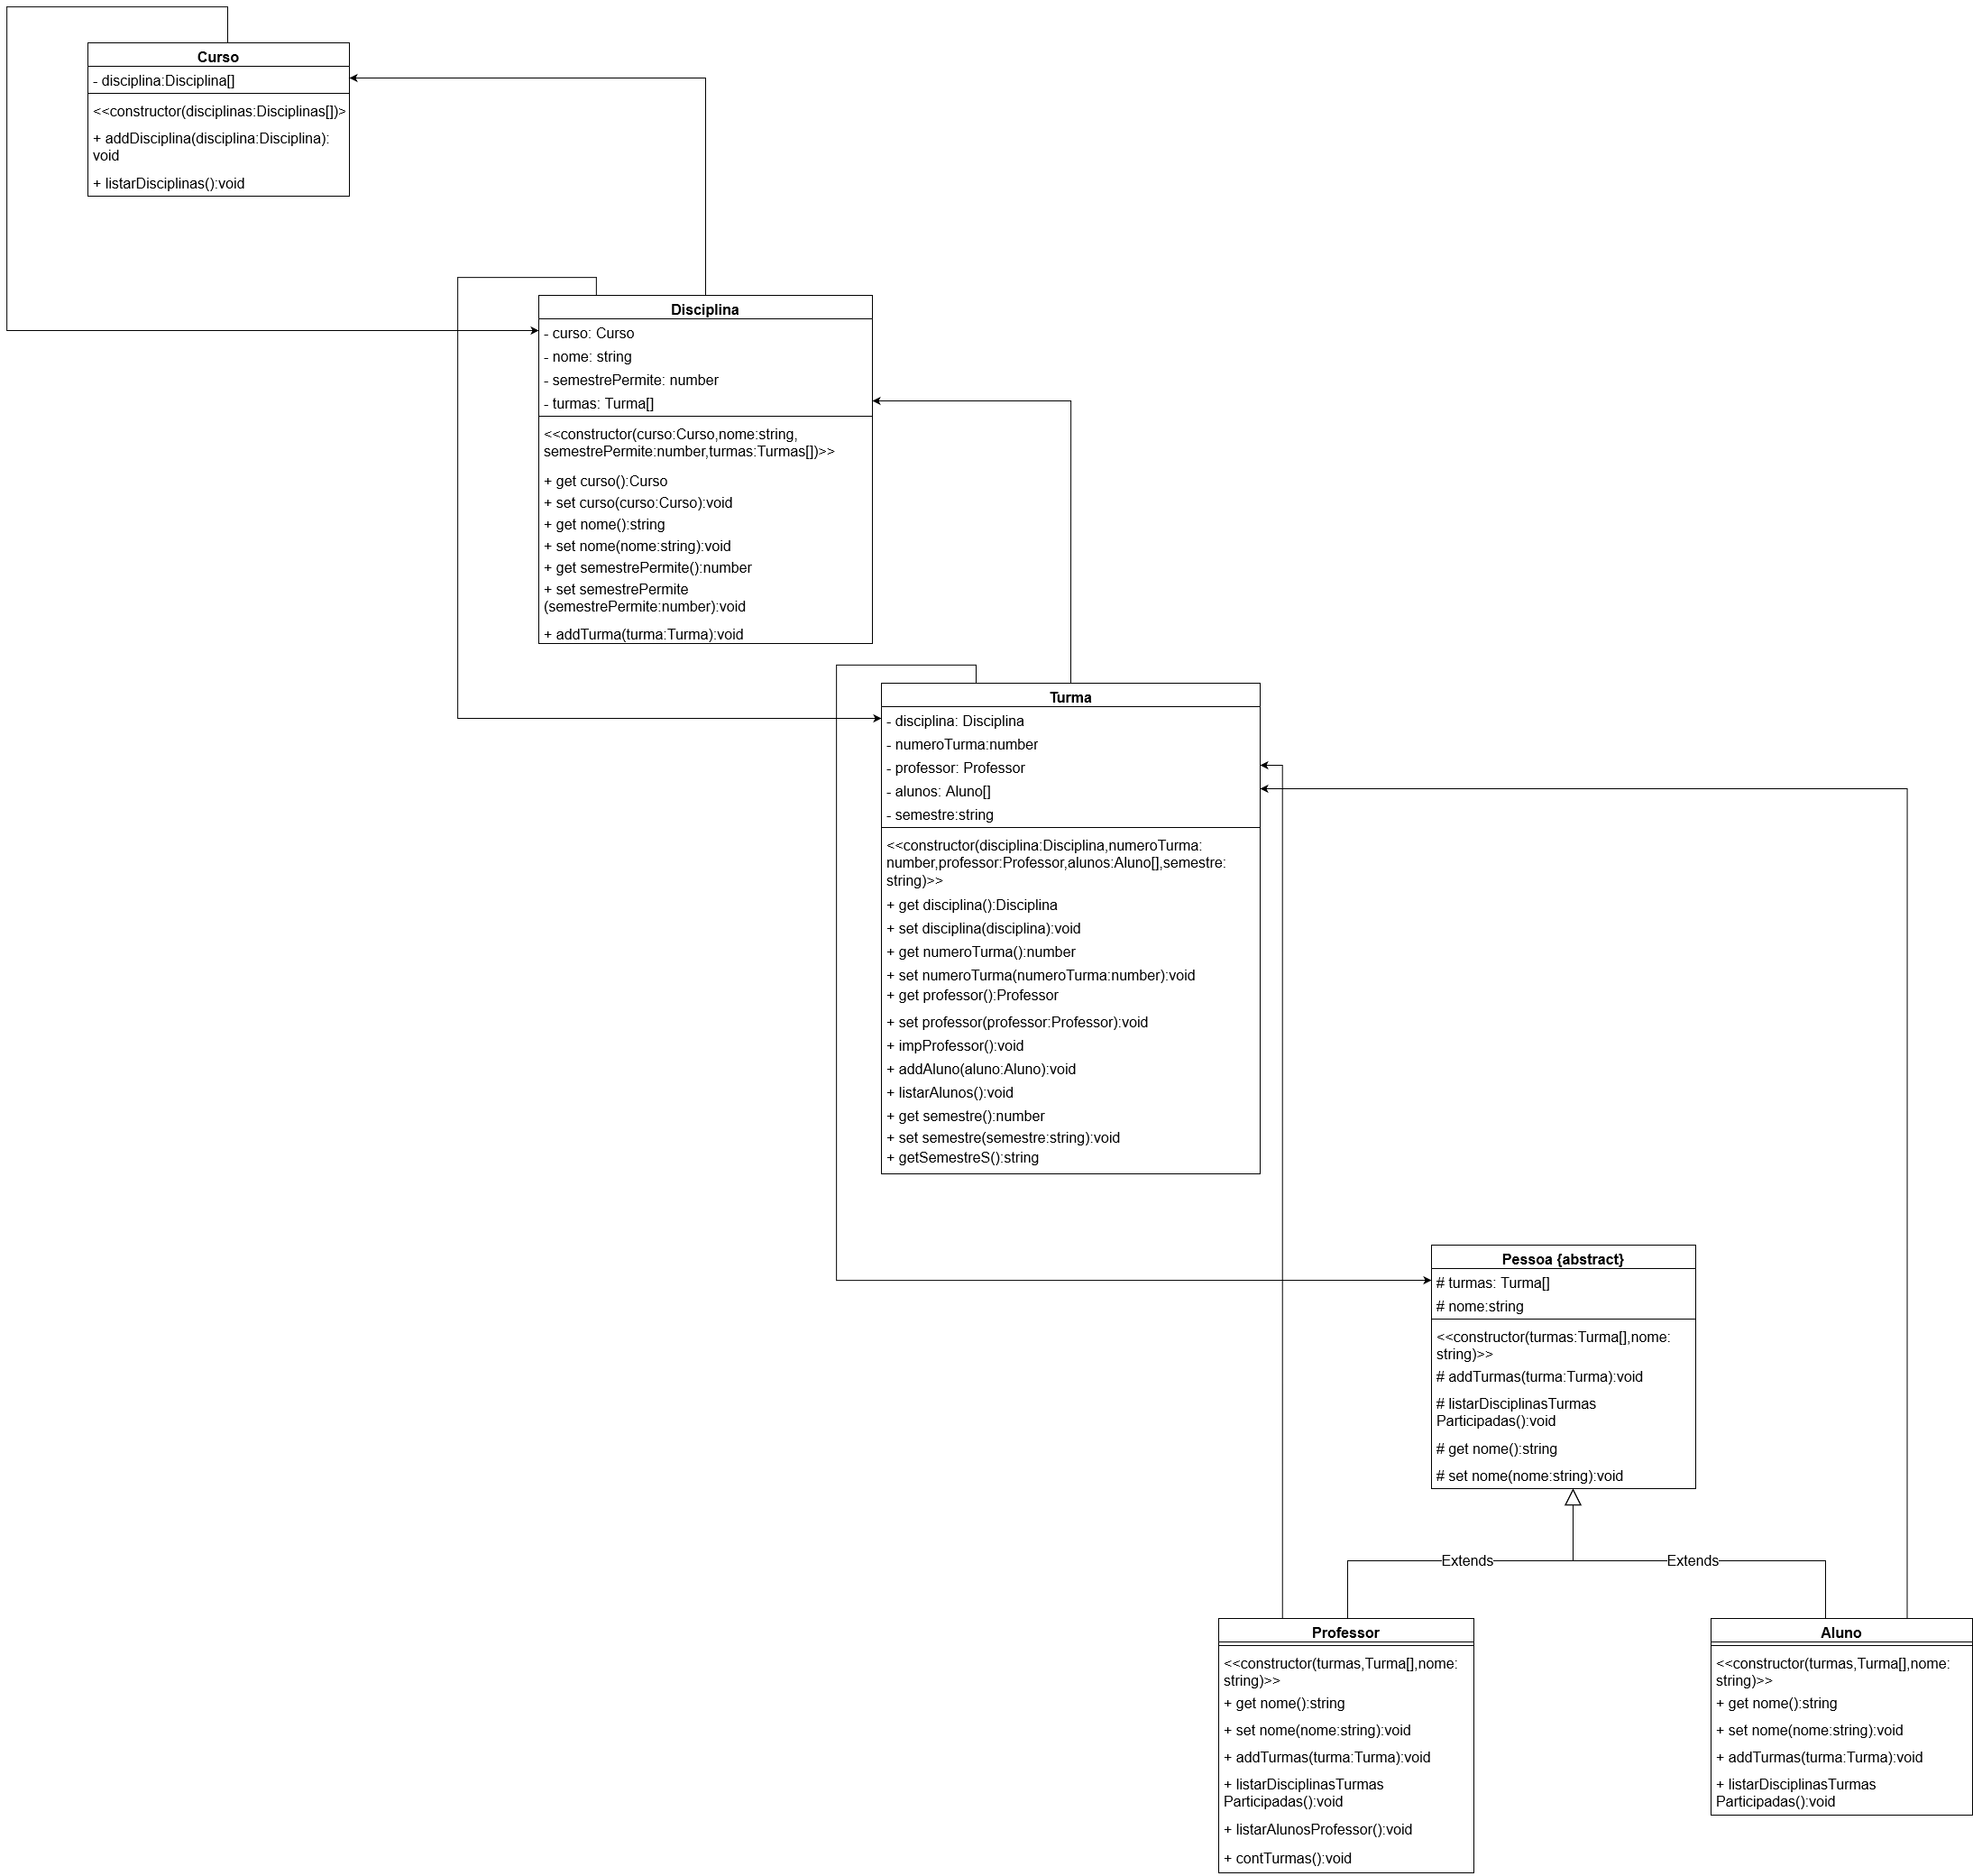 Curso
- disciplina:Disciplina[]
<<constructor(disciplinas:Disciplinas[])>
+ addDisciplina(disciplina:Disciplina):
void
+ listarDisciplinas():void
Disciplina
- curso: Curso
- nome: string
- semestrePermite: number
- turmas: Turma[]
<<constructor(curso:Curso,nome:string,
semestrePermite:number,turmas:Turmas[])>>
+ get curso():Curso
+ set curso(curso:Curso):void
+ get nome():string
+ set nome(nome:string):void
+ get semestrePermite():number
+ set semestrePermite
(semestrePermite:number):void
+ addTurma(turma:Turma):void
Turma
- disciplina: Disciplina
- numeroTurma:number
- professor: Professor
- alunos: Aluno[]
- semestre:string
<<constructor(disciplina:Disciplina,numeroTurma:
number,professor:Professor,alunos:Aluno[],semestre:
string)>>
+ get disciplina():Disciplina
+ set disciplina(disciplina):void
+ get numeroTurma():number
+ set numeroTurma(numeroTurma:number):void
+ get professor():Professor
+ set professor(professor:Professor):void
+ impProfessor():void
+ addAluno(aluno:Aluno):void
+ listarAlunos():void
+ get semestre():number
+ set semestre(semestre:string):void
+ getSemestreS():string
Pessoa {abstract}
# turmas: Turma[]
# nome:string
<<constructor(turmas:Turma[],nome:
string)>>
# addTurmas(turma:Turma):void
# listarDisciplinasTurmas
Participadas():void
# get nome():string
# set nome(nome:string):void
Extends
Extends
Professor
<<constructor(turmas,Turma[],nome:
string)>>
+ get nome():string
+ set nome(nome:string):void
+ addTurmas(turma:Turma):void
+ listarDisciplinasTurmas
Participadas():void
+ listarAlunosProfessor():void
+ contTurmas():void
Aluno
<<constructor(turmas,Turma[],nome:
string)>>
+ get nome():string
+ set nome(nome:string):void
+ addTurmas(turma:Turma):void
+ listarDisciplinasTurmas
Participadas():void